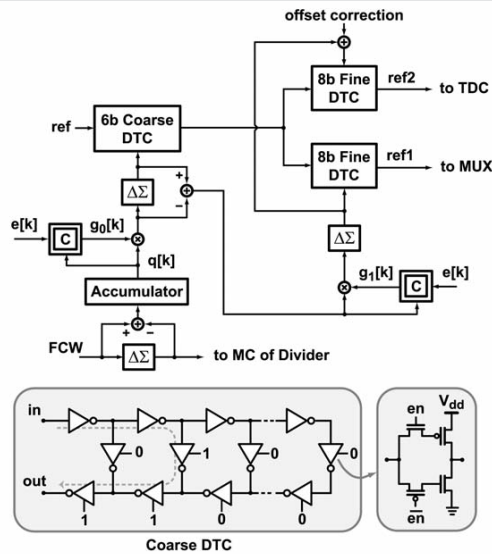 offset correction
8b Fine
DTC
ref2
to TDC
6b Coarse
DTC
ref
8b Fine
DTC
ref1
to MUX
+
ΔΣ
−
e[k]
C
g0[k]
ΔΣ
q[k]
g1[k]
C
e[k]
Accumulator
+
−
FCW
ΔΣ
to MC of Divider
in
0
1
0
0
out
1
1
0
0
Coarse DTC
Vdd
en
en